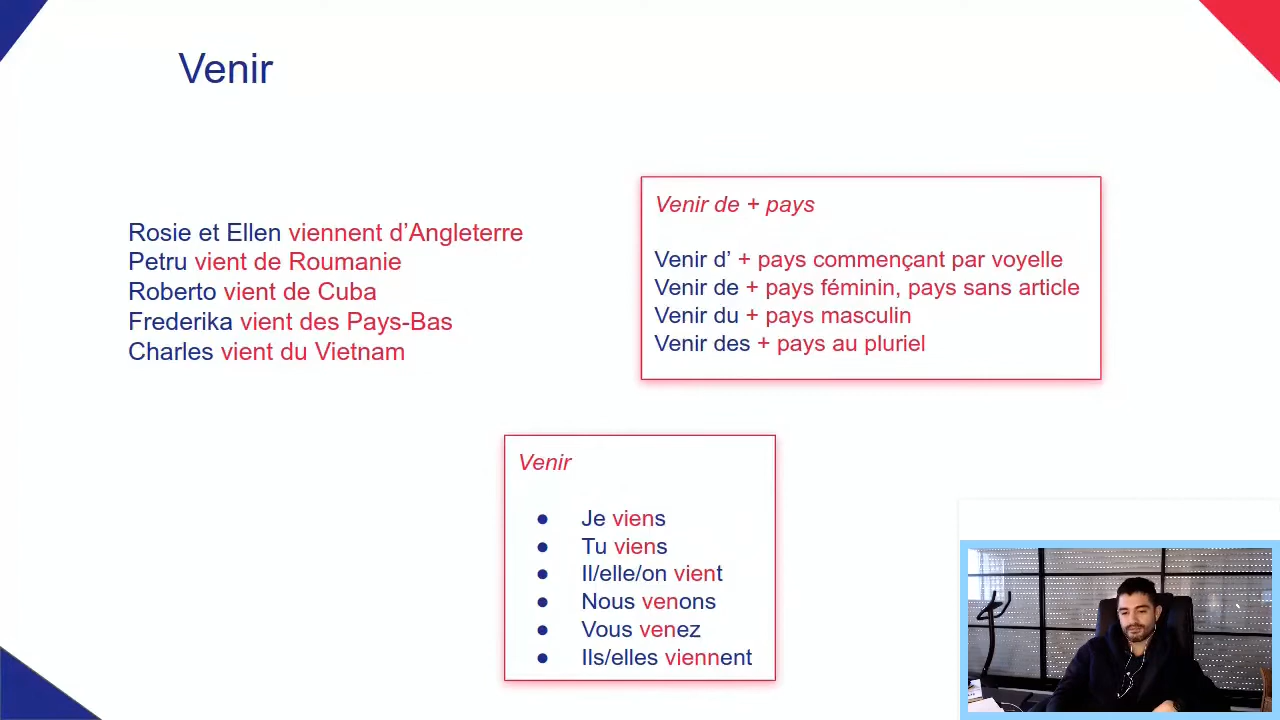 Venir
Rosie et Ellen viennent d’Angleterre
Petru vient de Roumanie
Roberto vient de Cuba
Frederika vient des Pays-Bas
Charles vient du Vietnam
Venir de + pays
Venir d’ + pays commençant par voyelle
Venir de + pays féminin, pays sans article
Venir du + pays masculin
Venir des + pays au pluriel
Venir
● Je viens
● Tu viens
● Il/elle/on vient
● Nous venons
● Vous venez
● Ils/elles viennent